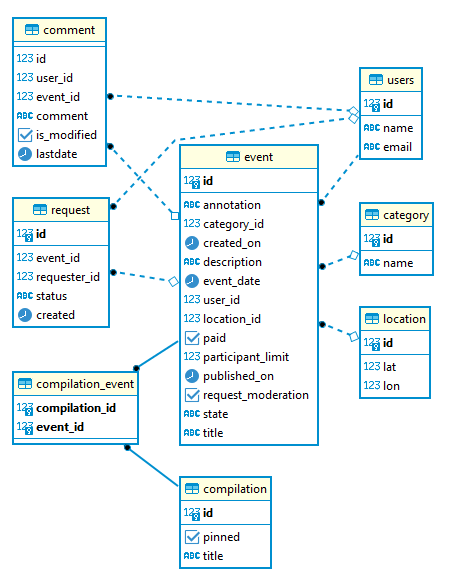 comment
123 id
123 user_id
123 event_id
ABC comment
is_modified
lastdate
users
123 id
ABC name
ABC email
event
123 id
ABC annotation
123 category_id
created_on
ABC description
event_date
123 user_id
123 location_id
paid
123 participant_limit
published_on
request_moderation
ABC state
ABC title
request
123 id
123 event_id
123 requester_id
ABC status
created
category
123 id
ABC name
location
123 id
123 lat
123 lon
compilation_event
123 compilation_id
123 event_id
compilation
123 id
pinned
ABC title